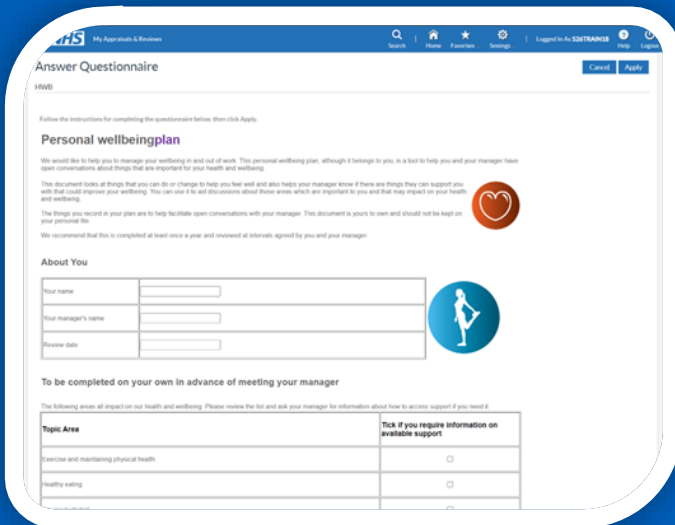 NHS My Appraisals & Reviews
Search Home Favorites Settings Logged In As 526TRAIN18 Help Logout
Answer Questionnaire
Cancel Apply
HWB
Follow the instructions for completing the questionnaire below, then click Apply.
Personal wellbeingplan
We would like to help you to manage your wellbeing in and out of work. This personal wellbeing plan, although it belongs to you, is a tool to help you and your manager have
open conversations about things that are important for your health and wellbeing.
This document looks at things that you can do or change to help you feel well and also helps your manager know if there are things they can support you
with that could improve your wellbeing. You can use it to aid discussions about those areas which are important to you and that may impact on your health
and wellbeing.
The things you record in your plan are to help facilitate open conversations with your manager. This document is yours to own and should not be kept on
your personal file.
We recommend that this is completed at least once a year and reviewed at intervals agreed by you and your manager
About You
Your name
Your manager's name
Review date
To be completed on your own in advance of meeting your manager
The following areas all impact on our health and wellbeing. Please review the list and ask your manager for information about how to access support if you need it
Topic Area
Tick if you require information on
available support
Exercise and maintaining physical health
Healthy eating